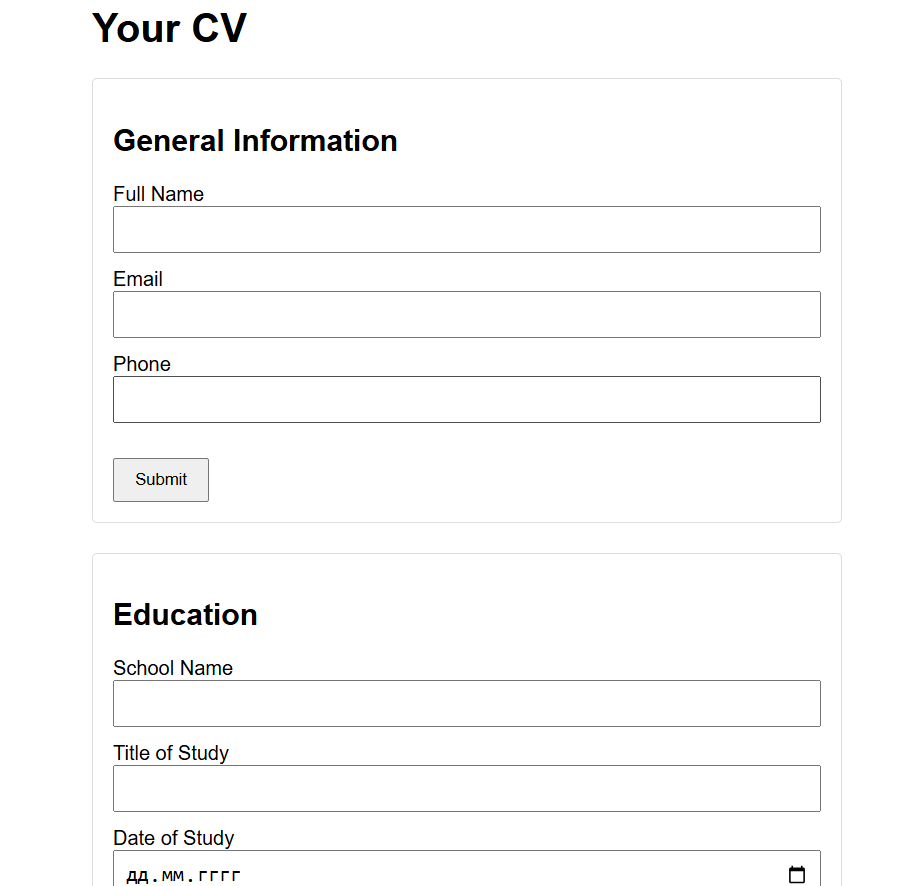 Your CV
General Information
Full Name
Email
Phone
Submit
Education
School Name
Title of Study
Date of Study
дд.мм.гггг